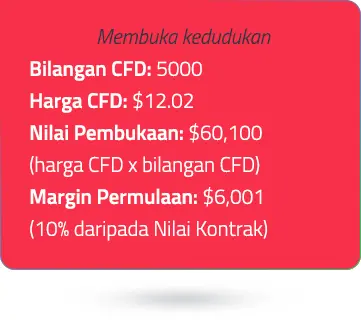 Membuka kedudukan
Bilangan CFD: 5000
Harga CFD: $12.02
Nilai Pembukaan: $60,100
(harga CFD x bilangan CFD)
Margin Permulaan: $6,001
(10% daripada Nilai Kontrak)